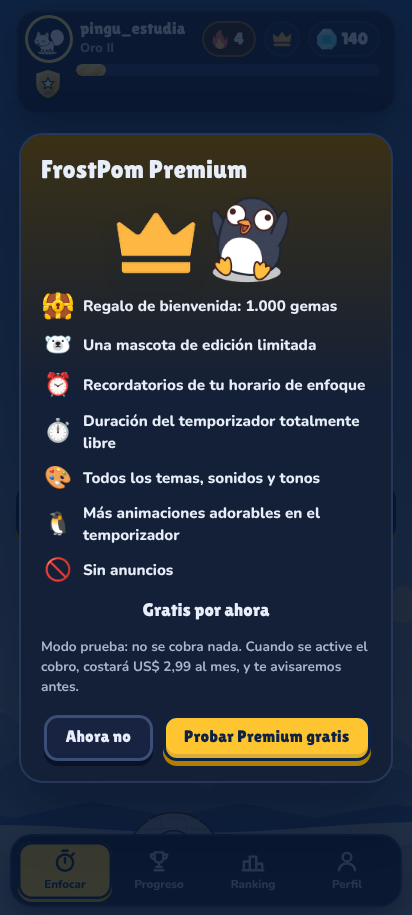 pingu_estudia
Oro II
4
140
FrostPom Premium
Regalo de bienvenida: 1.000 gemas
Una mascota de edición limitada
Recordatorios de tu horario de enfoque
Duración del temporizador totalmente
libre
Todos los temas, sonidos y tonos
Más animaciones adorables en el
temporizador
Sin anuncios
Gratis por ahora
Modo prueba: no se cobra nada. Cuando se active el
cobro, costará US$ 2,99 al mes, y te avisaremos
antes.
Ahora no
Probar Premium gratis
Enfocar
Progreso
Ranking
Perfil